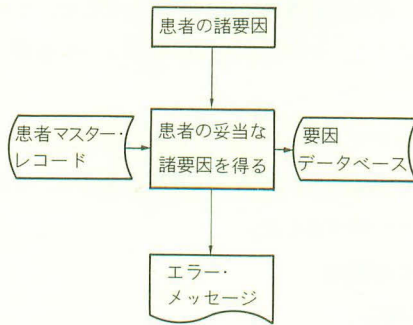 患者の諸要因
患者マスター・
レコード
患者の妥当な
諸要因を得る
要因
データベース
エラー・
メッセージ